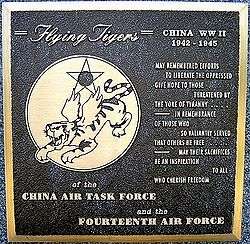 Flying Tigers
CHINA WW II
1942 - 1945
MAY REMEMBERED EFFORTS
TO LIBERATE THE OPPRESSED
GIVE HOPE TO THOSE
THREATENED BY
THE YOKE OF TYRANNY . . . .
— IN REMEMBRANCE
OF THOSE WHO
SO VALIANTLY SERVED
THAT OTHERS BE FREE . . .
— MAY THEIR SACRIFICES
BE AN INSPIRATION
TO ALL
WHO CHERISH FREEDOM
of the
CHINA AIR TASK FORCE
and the
FOURTEENTH AIR FORCE